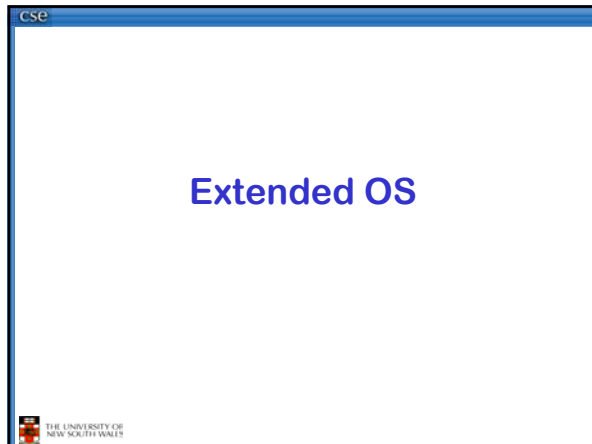 cse
Extended OS
THE UNIVERSITY OF
NEW SOUTH WALES